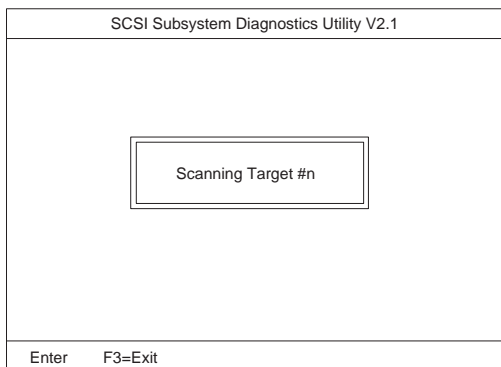 SCSI Subsystem Diagnostics Utility V2.1
Scanning Target #n
Enter F3=Exit